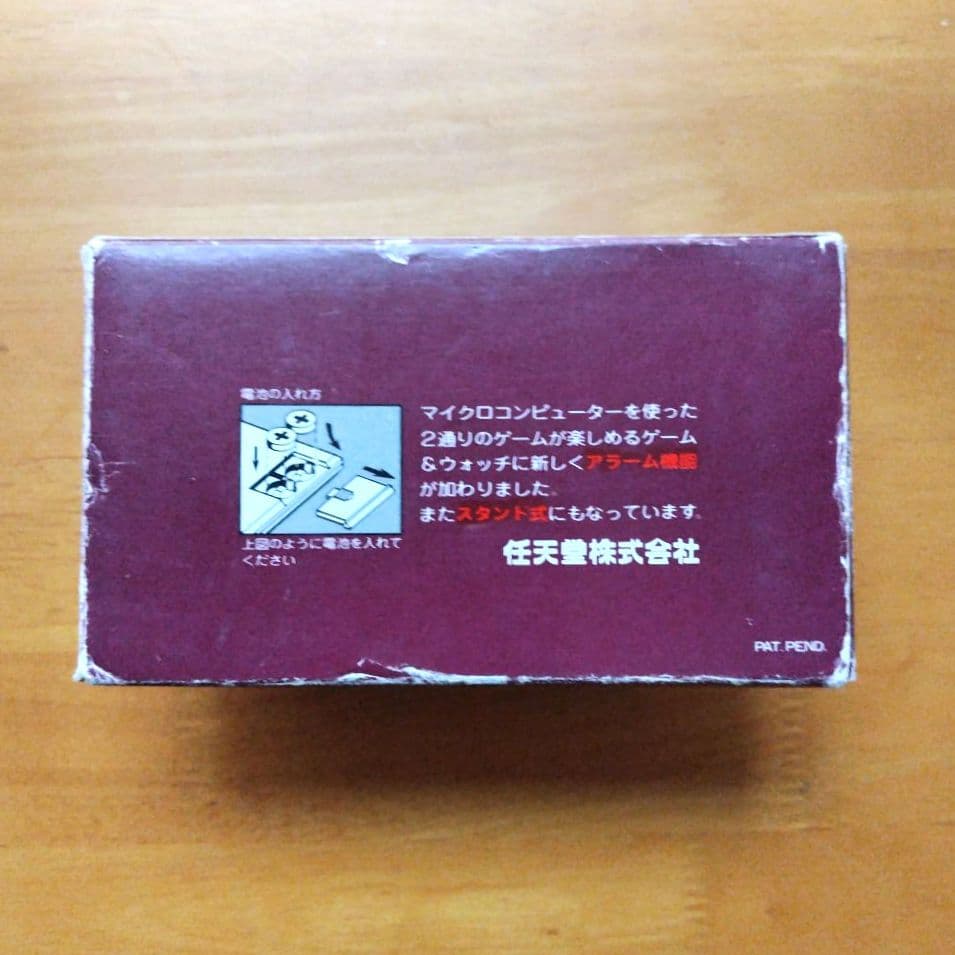 電池の入れ方
上図のように電池を入れて
ください
マイクロコンピューターを使った
2通りのゲームが楽しめるゲーム
&ウォッチに新しくアラーム機能
が加わりました。
またスタンド式にもなっています。
任天堂株式会社
PAT. PEND.